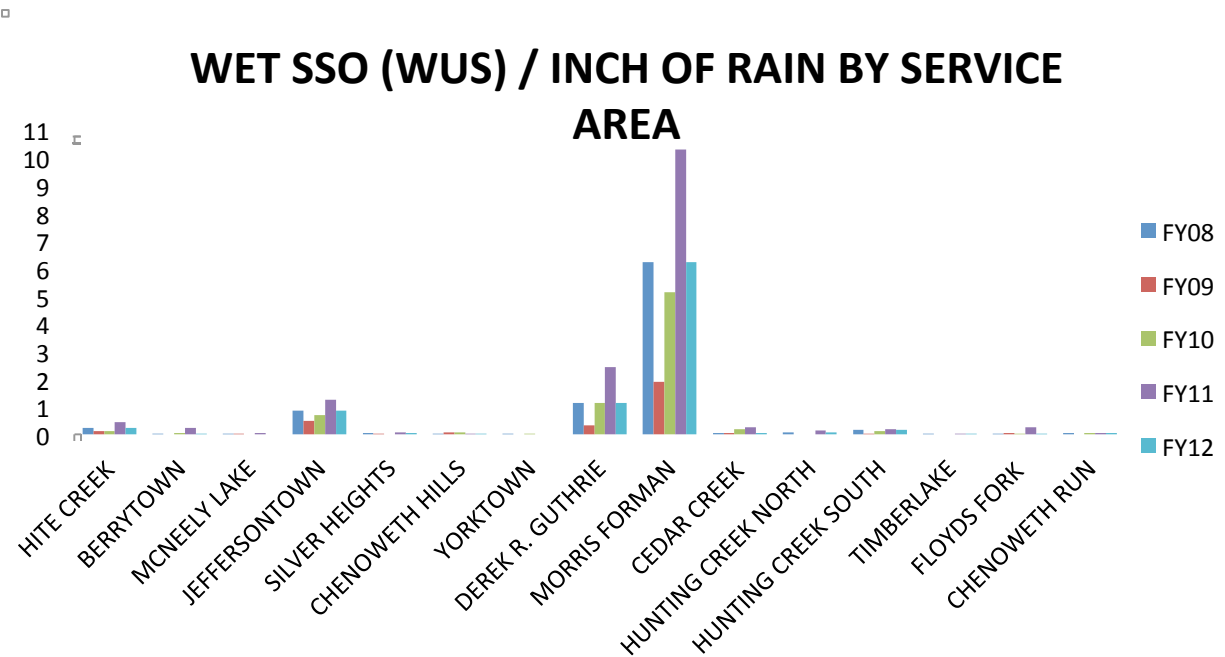 WET SSO (WUS) / INCH OF RAIN BY SERVICE
AREA
11
10
9
8
7
6
5
4
3
2
1
0
FY08
FY09
FY10
FY11
FY12
HITE CREEK
BERRYTOWN
MCNEELY LAKE
JEFFERSONTOWN
SILVER HEIGHTS
CHENOWETH HILLS
YORKTOWN
DEREK R. GUTHRIE
MORRIS FORMAN
CEDAR CREEK
HUNTING CREEK NORTH
HUNTING CREEK SOUTH
TIMBERLAKE
FLOYDS FORK
CHENOWETH RUN